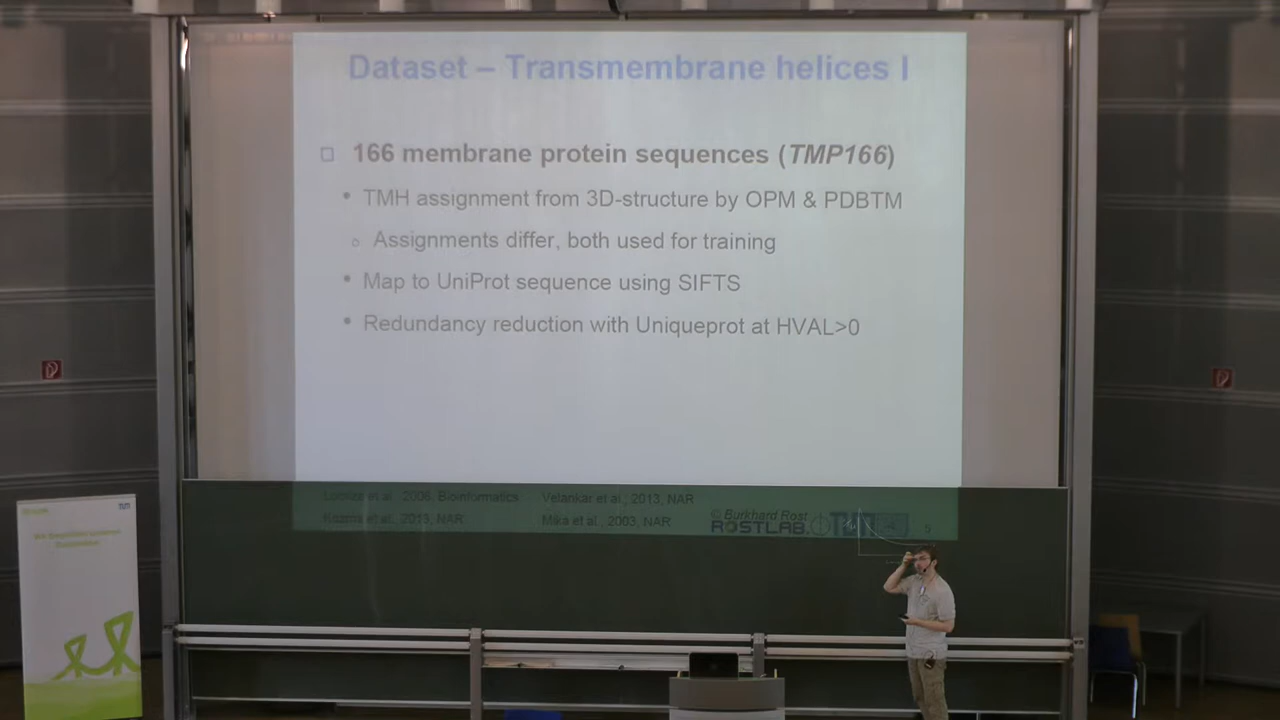 Dataset – Transmembrane helices I
166 membrane protein sequences (TMP166)
TMH assignment from 3D-structure by OPM & PDBTM
Assignments differ, both used for training
Map to UniProt sequence using SIFTS
Redundancy reduction with Uniqueprot at HVAL>0
et al., 2006, Bioinformatics
Velankar et al., 2013, NAR
et al., 2013, NAR
Mika et al., 2003, NAR
© Burkhard Rost
ROSTLAB
TUM
5